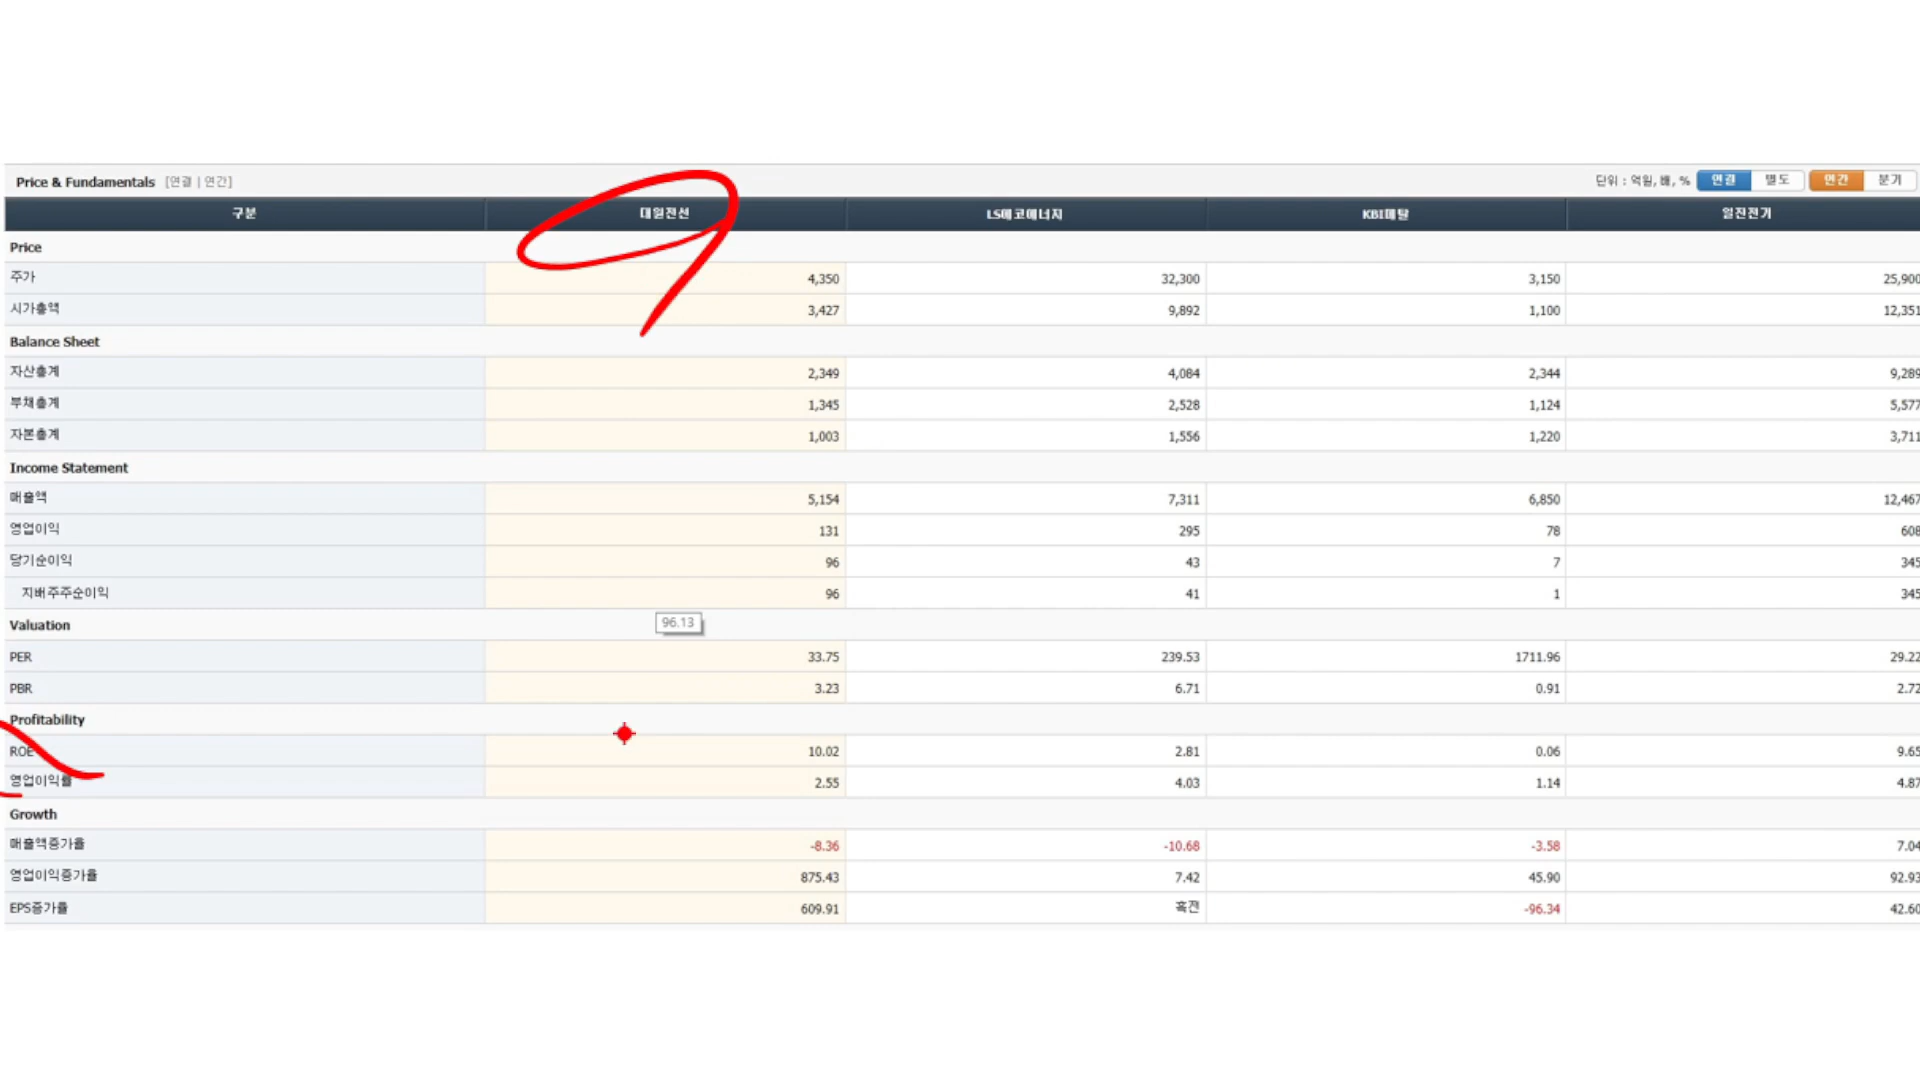 Price & Fundamentals [연결 | 연간] 단위 : 억원, 배, % 연결 별도 연간 분기
구분 대원전선 LS에코에너지 KBI메탈 일진전기
Price
주가 4,350 32,300 3,150 25,900
시가총액 3,427 9,892 1,100 12,351
Balance Sheet
자산총계 2,349 4,084 2,344 9,289
부채총계 1,345 2,528 1,124 5,577
자본총계 1,003 1,556 1,220 3,711
Income Statement
매출액 5,154 7,311 6,850 12,467
영업이익 131 295 78 608
당기순이익 96 43 7 345
지배주주순이익 96 41 1 345
96.13
Valuation
PER 33.75 239.53 1711.96 29.22
PBR 3.23 6.71 0.91 2.72
Profitability
ROE 10.02 2.81 0.06 9.65
영업이익률 2.55 4.03 1.14 4.87
Growth
매출액증가율 -8.36 -10.68 -3.58 7.04
영업이익증가율 875.43 7.42 45.90 92.93
EPS증가율 609.91 흑전 -96.34 42.60